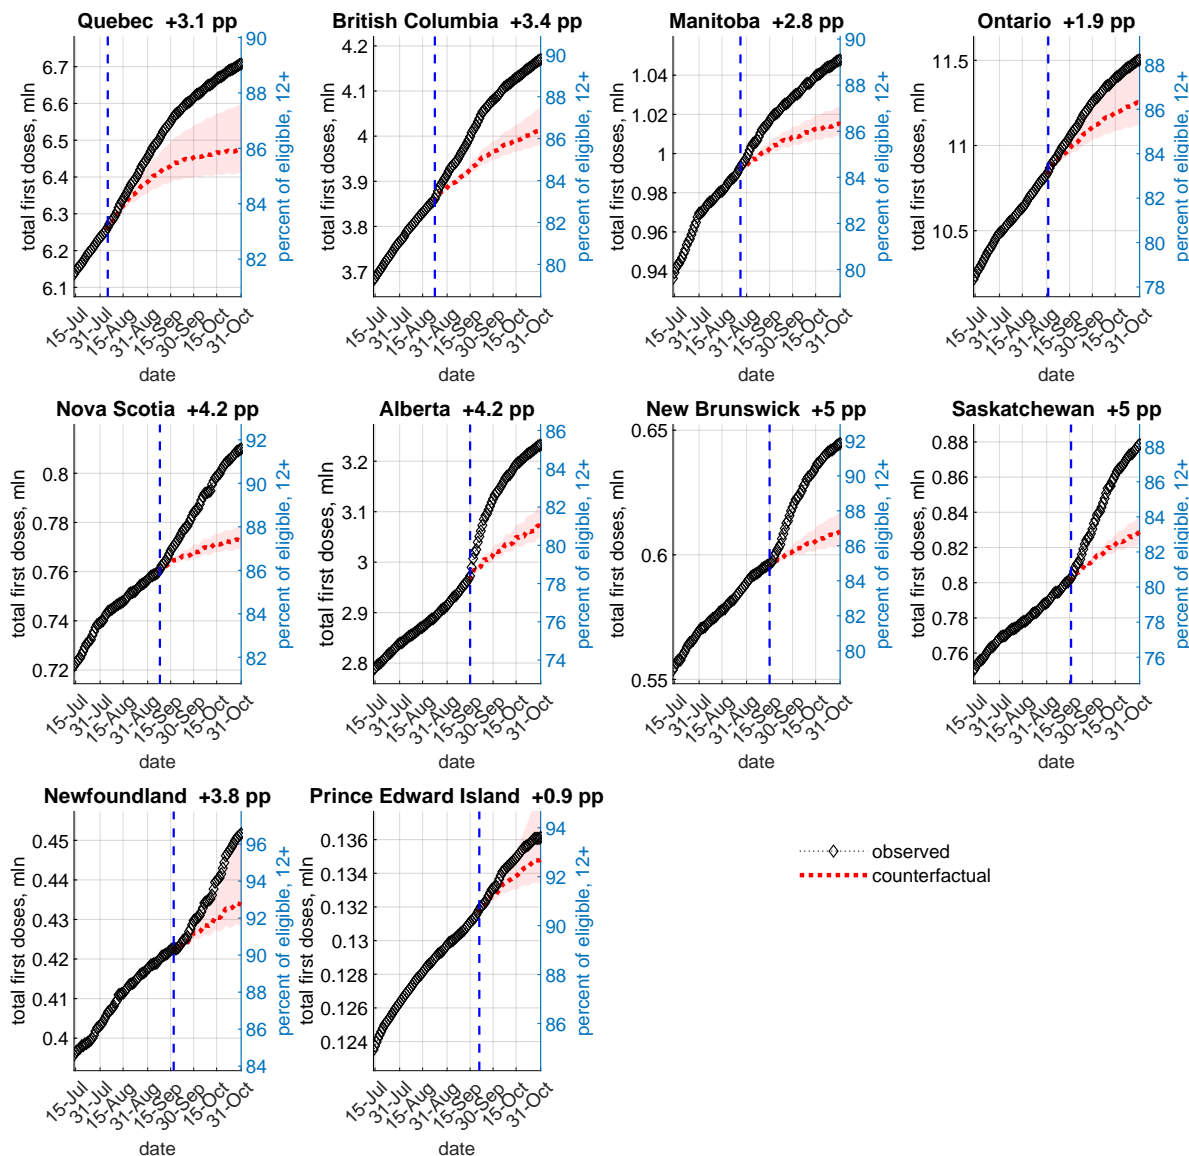 Quebec +3.1 pp
total first doses, mln
6.7
6.6
6.5
6.4
6.3
6.2
6.1
90
88
86
84
82
percent of eligible, 12+
15-Jul
31-Jul
15-Aug
31-Aug
15-Sep
30-Sep
15-Oct
31-Oct
date
British Columbia +3.4 pp
total first doses, mln
4.2
4.1
4
3.9
3.8
3.7
90
88
86
84
82
80
percent of eligible, 12+
15-Jul
31-Jul
15-Aug
31-Aug
15-Sep
30-Sep
15-Oct
31-Oct
date
Manitoba +2.8 pp
total first doses, mln
1.04
1.02
1
0.98
0.96
0.94
90
88
86
84
82
80
percent of eligible, 12+
15-Jul
31-Jul
15-Aug
31-Aug
15-Sep
30-Sep
15-Oct
31-Oct
date
Ontario +1.9 pp
total first doses, mln
11.5
11
10.5
88
86
84
82
80
78
percent of eligible, 12+
15-Jul
31-Jul
15-Aug
31-Aug
15-Sep
30-Sep
15-Oct
31-Oct
date
Nova Scotia +4.2 pp
total first doses, mln
0.8
0.78
0.76
0.74
0.72
92
90
88
86
84
82
percent of eligible, 12+
15-Jul
31-Jul
15-Aug
31-Aug
15-Sep
30-Sep
15-Oct
31-Oct
date
Alberta +4.2 pp
total first doses, mln
3.2
3.1
3
2.9
2.8
86
84
82
80
78
76
74
percent of eligible, 12+
15-Jul
31-Jul
15-Aug
31-Aug
15-Sep
30-Sep
15-Oct
31-Oct
date
New Brunswick +5 pp
total first doses, mln
0.65
0.6
0.55
92
90
88
86
84
82
80
percent of eligible, 12+
15-Jul
31-Jul
15-Aug
31-Aug
15-Sep
30-Sep
15-Oct
31-Oct
date
Saskatchewan +5 pp
total first doses, mln
0.88
0.86
0.84
0.82
0.8
0.78
0.76
88
86
84
82
80
78
76
percent of eligible, 12+
15-Jul
31-Jul
15-Aug
31-Aug
15-Sep
30-Sep
15-Oct
31-Oct
date
Newfoundland +3.8 pp
total first doses, mln
0.45
0.44
0.43
0.42
0.41
0.4
96
94
92
90
88
86
84
percent of eligible, 12+
15-Jul
31-Jul
15-Aug
31-Aug
15-Sep
30-Sep
15-Oct
31-Oct
date
Prince Edward Island +0.9 pp
total first doses, mln
0.136
0.134
0.132
0.13
0.128
0.126
0.124
94
92
90
88
86
percent of eligible, 12+
15-Jul
31-Jul
15-Aug
31-Aug
15-Sep
30-Sep
15-Oct
31-Oct
date
observed
counterfactual